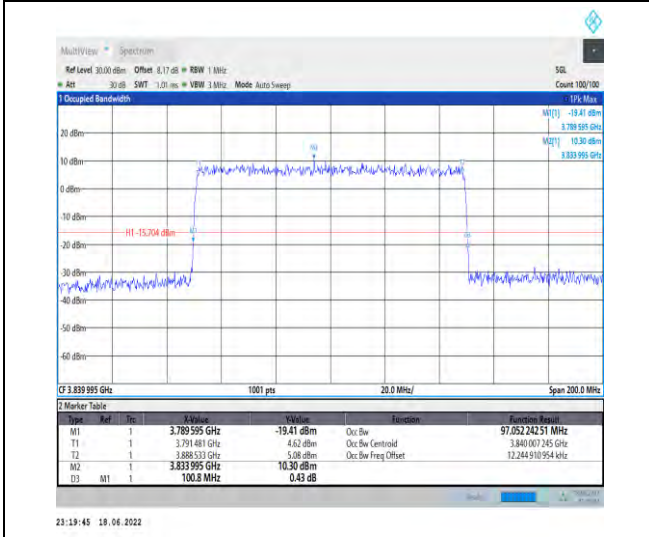 MultiView Spectrum
Ref Level 30.00 dBm Offset 8.17 dB RBW 1 MHz SGL
Att 30 dB SWT 1.01 ms VBW 3 MHz Mode Auto Sweep Count 100/100
1 Occupied Bandwidth 1Pk Max
M1[1] -19.41 dBm
3.789 595 GHz
20 dBm
M2[1] 10.30 dBm
3.833 995 GHz
M2
10 dBm
0 dBm
-10 dBm
H1 -15.704 dBm
M1
-20 dBm
-30 dBm
-40 dBm
-50 dBm
-60 dBm
CF 3.839 995 GHz 1001 pts 20.0 MHz/ Span 200.0 MHz
2 Marker Table
Type Ref Trc X-Value Y-Value Function Function Result
M1 1 3.789 595 GHz -19.41 dBm Occ Bw 97.052 242 51 MHz
T1 1 3.791 481 GHz 4.62 dBm Occ Bw Centroid 3.840 007 245 GHz
T2 1 3.888 533 GHz 5.08 dBm Occ Bw Freq Offset 12.244 910 954 kHz
M2 1 3.833 995 GHz 10.30 dBm
D3 M1 1 100.8 MHz 0.43 dB
23:19:45 18.06.2022